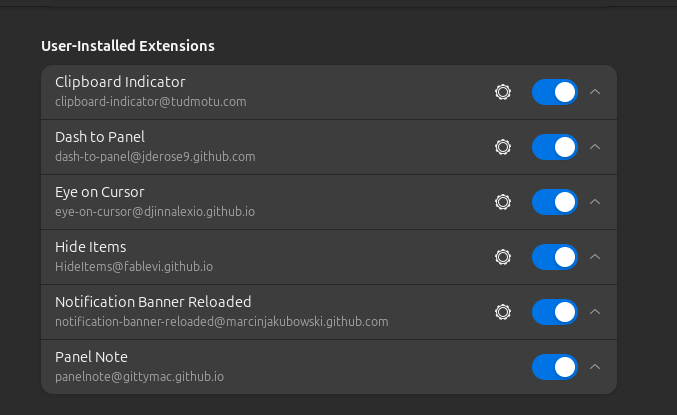 User-Installed Extensions
Clipboard Indicator
clipboard-indicator@tudmotu.com
Dash to Panel
dash-to-panel@jderose9.github.com
Eye on Cursor
eye-on-cursor@djinnalexio.github.io
Hide Items
HideItems@fablevi.github.io
Notification Banner Reloaded
notification-banner-reloaded@marcinjakubowski.github.com
Panel Note
panelnote@gittymac.github.io